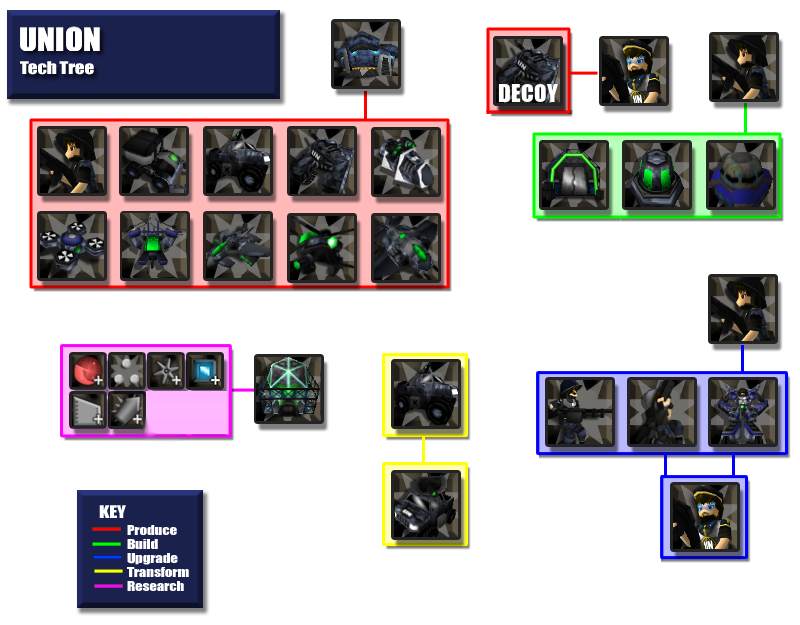 UNION
Tech Tree
DECOY
KEY
Produce
Build
Upgrade
Transform
Research